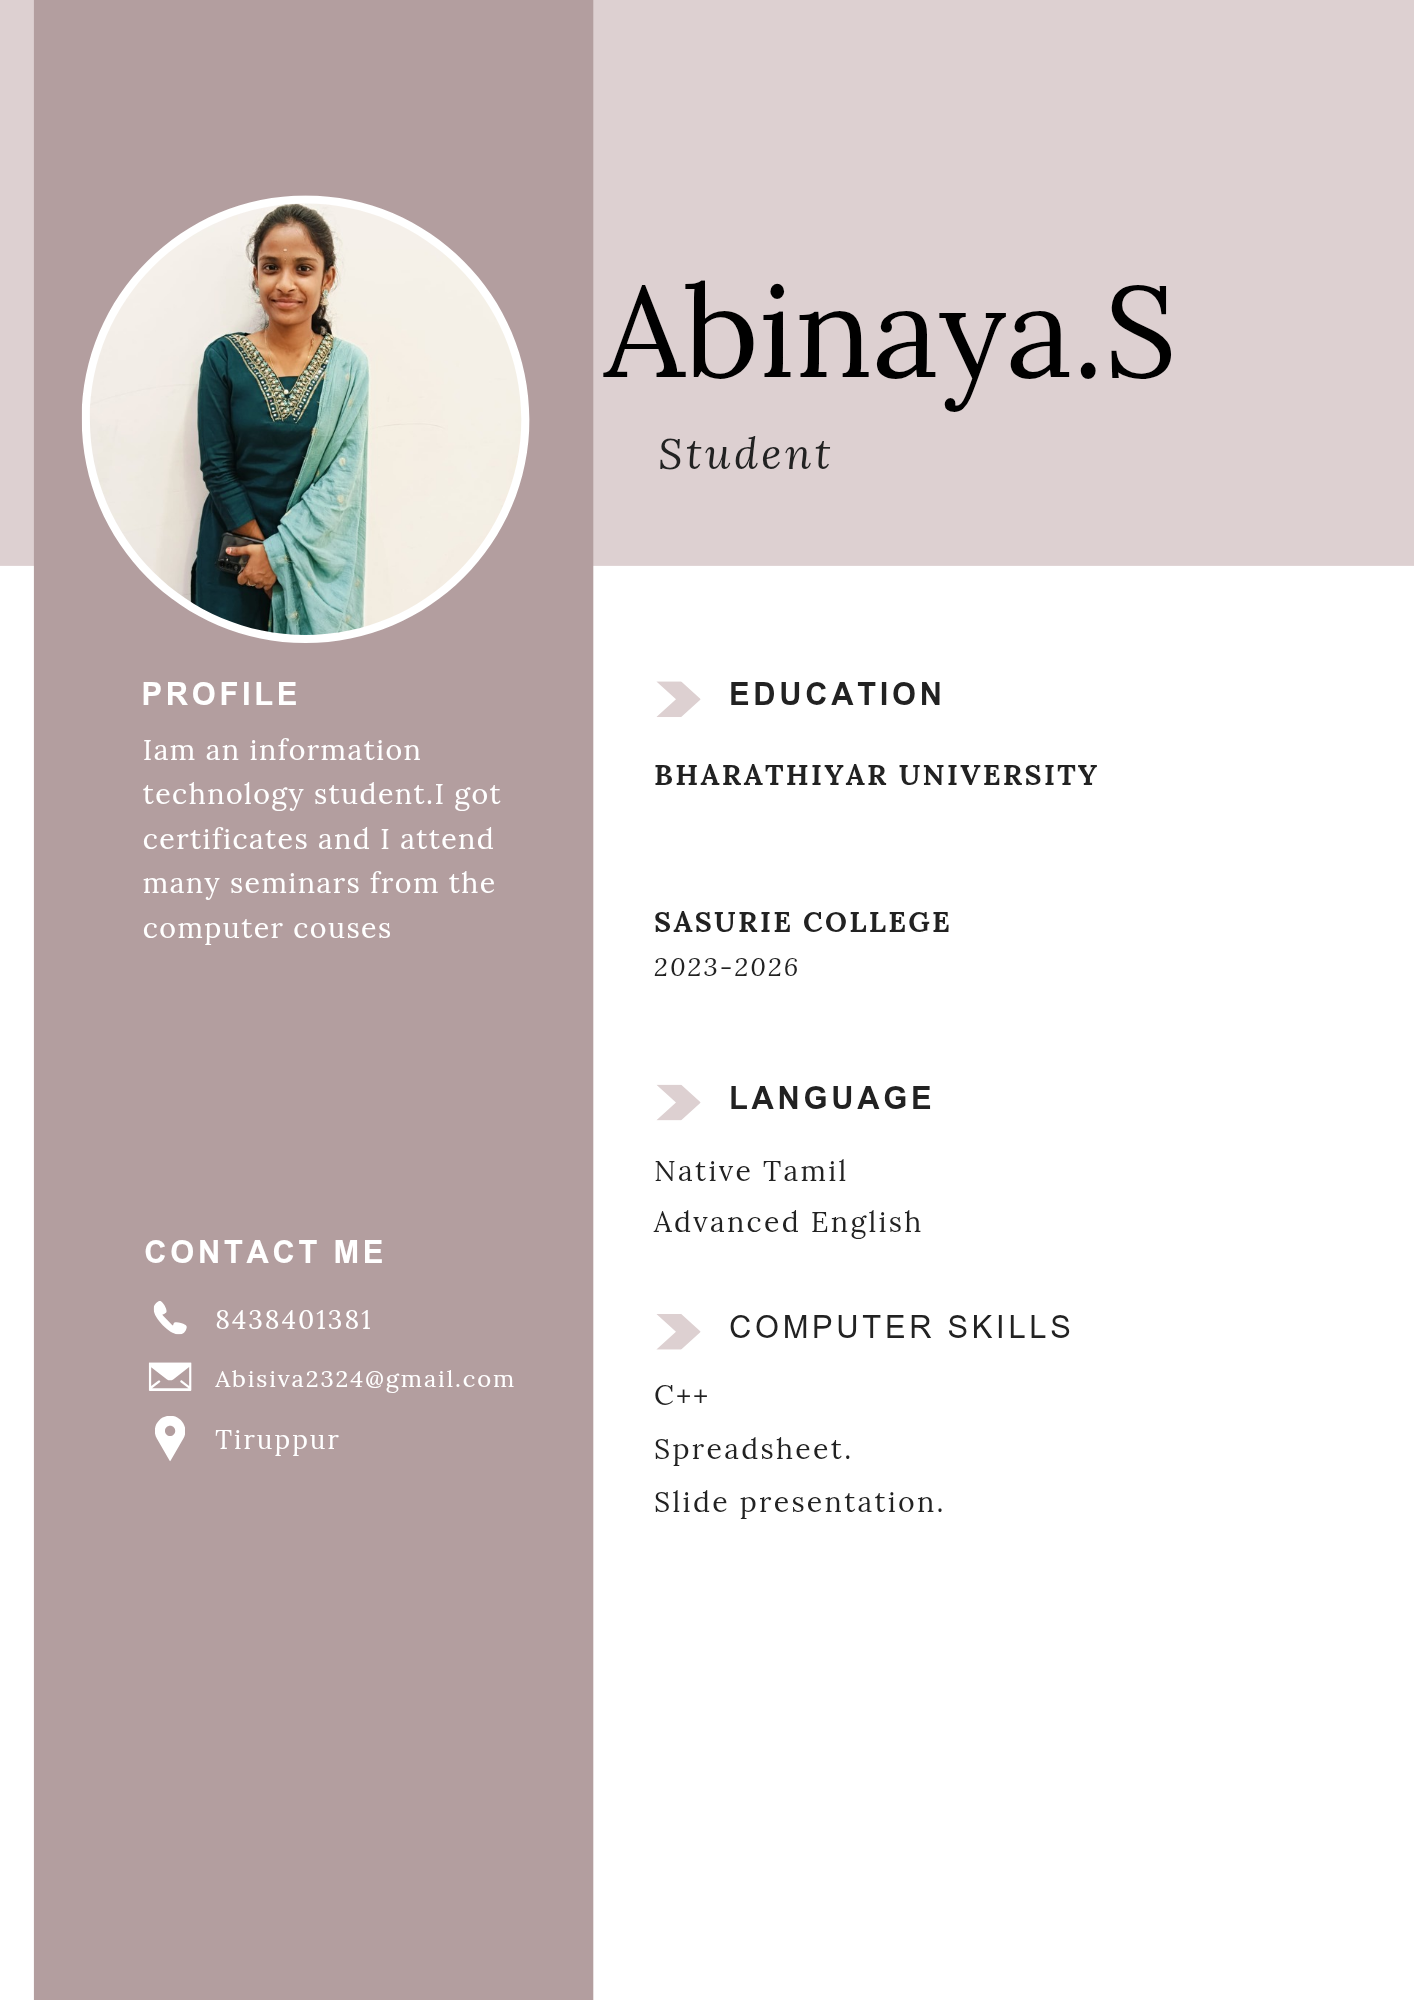 Abinaya.S
Student
PROFILE
Iam an information
technology student.I got
certificates and I attend
many seminars from the
computer couses
CONTACT ME
8438401381
Abisiva2324@gmail.com
Tiruppur
EDUCATION
BHARATHIYAR UNIVERSITY
SASURIE COLLEGE
2023-2026
LANGUAGE
Native Tamil
Advanced English
COMPUTER SKILLS
C++
Spreadsheet.
Slide presentation.